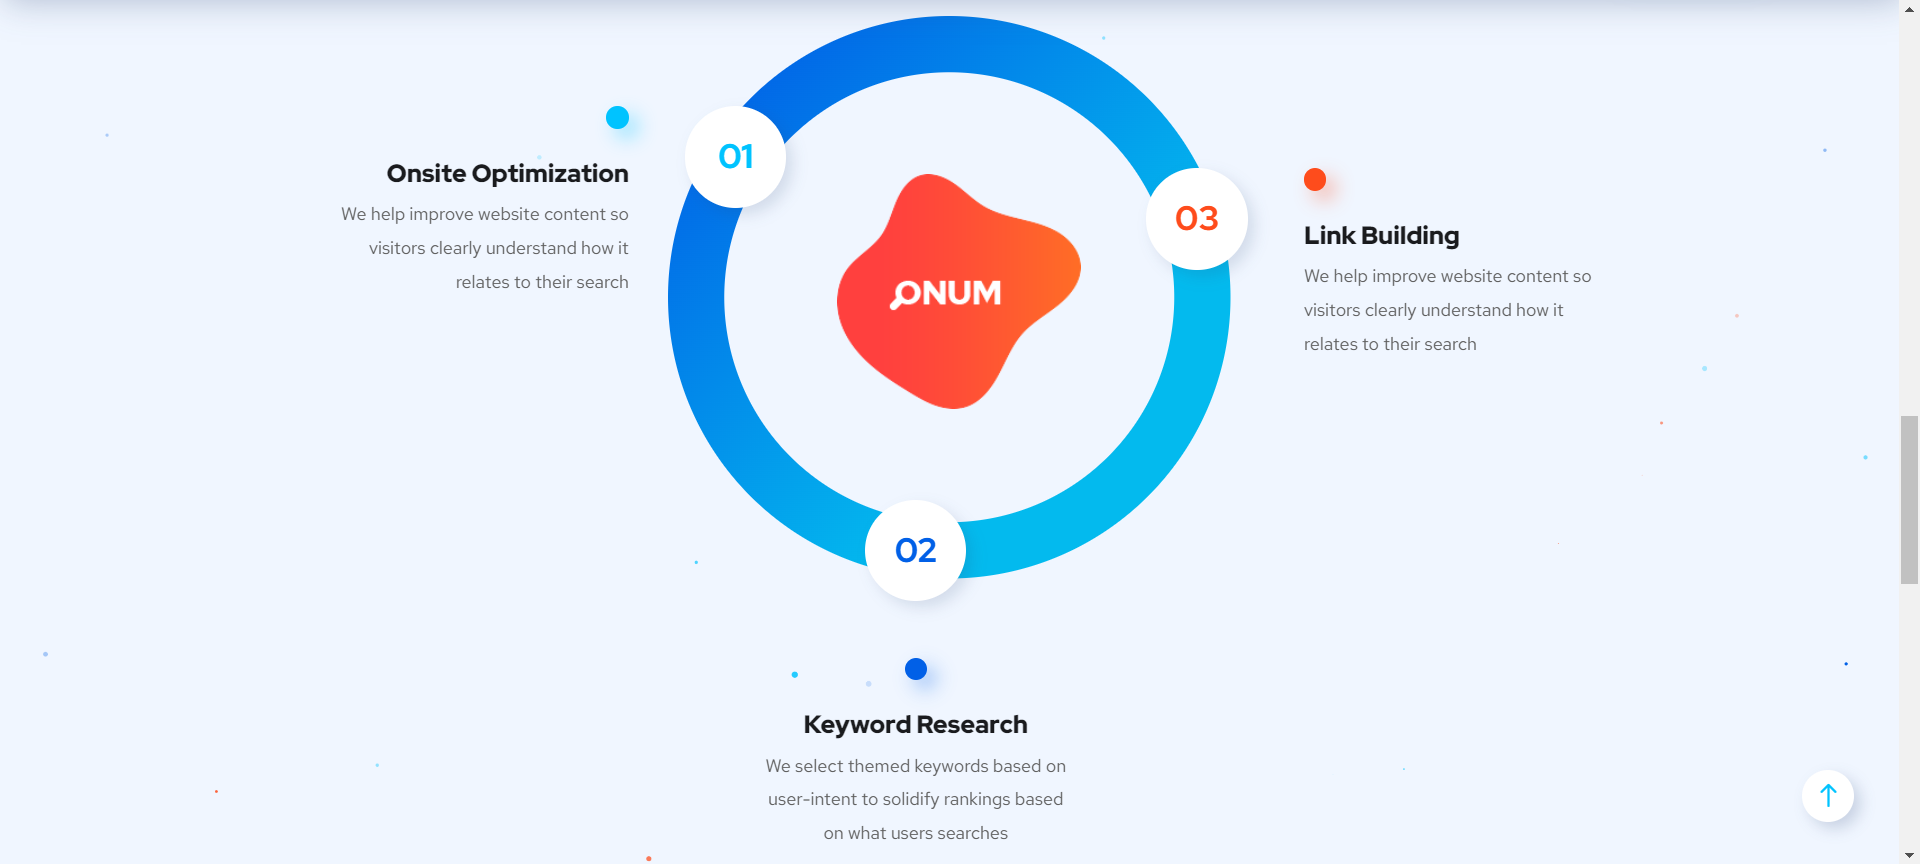 01
Onsite Optimization
We help improve website content so
visitors clearly understand how it
relates to their search
ONUM
03
Link Building
We help improve website content so
visitors clearly understand how it
relates to their search
02
Keyword Research
We select themed keywords based on
user-intent to solidify rankings based
on what users searches